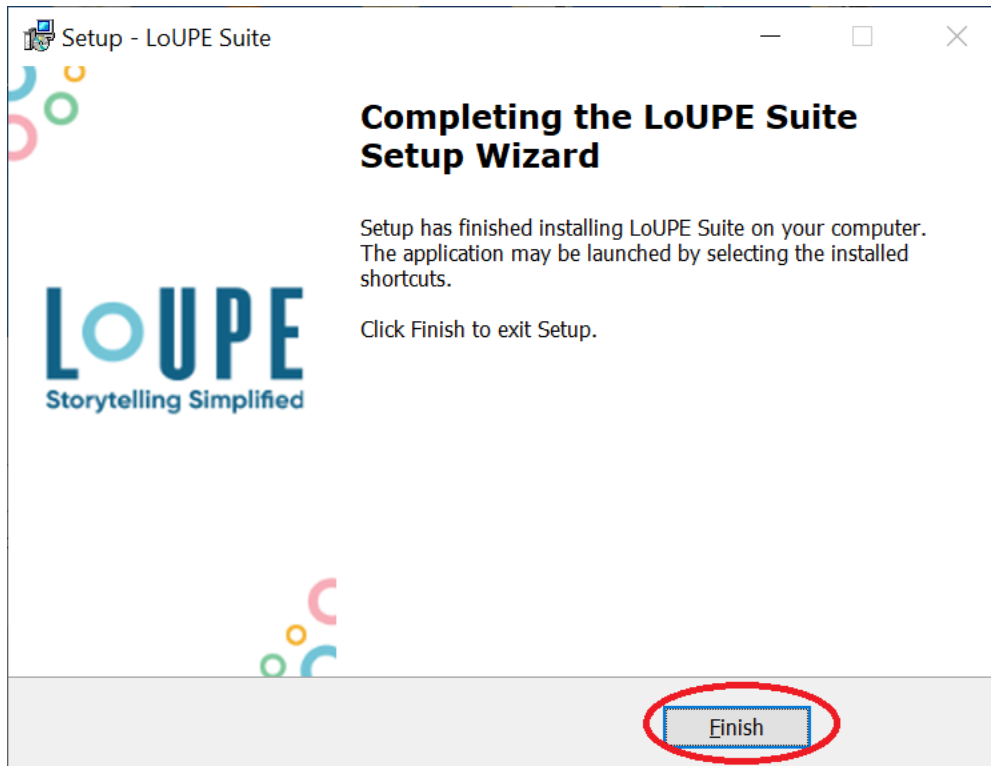 Setup - LoUPE Suite
Completing the LoUPE Suite
Setup Wizard
Setup has finished installing LoUPE Suite on your computer.
The application may be launched by selecting the installed
shortcuts.
Click Finish to exit Setup.
LoUPE
Storytelling Simplified
Finish